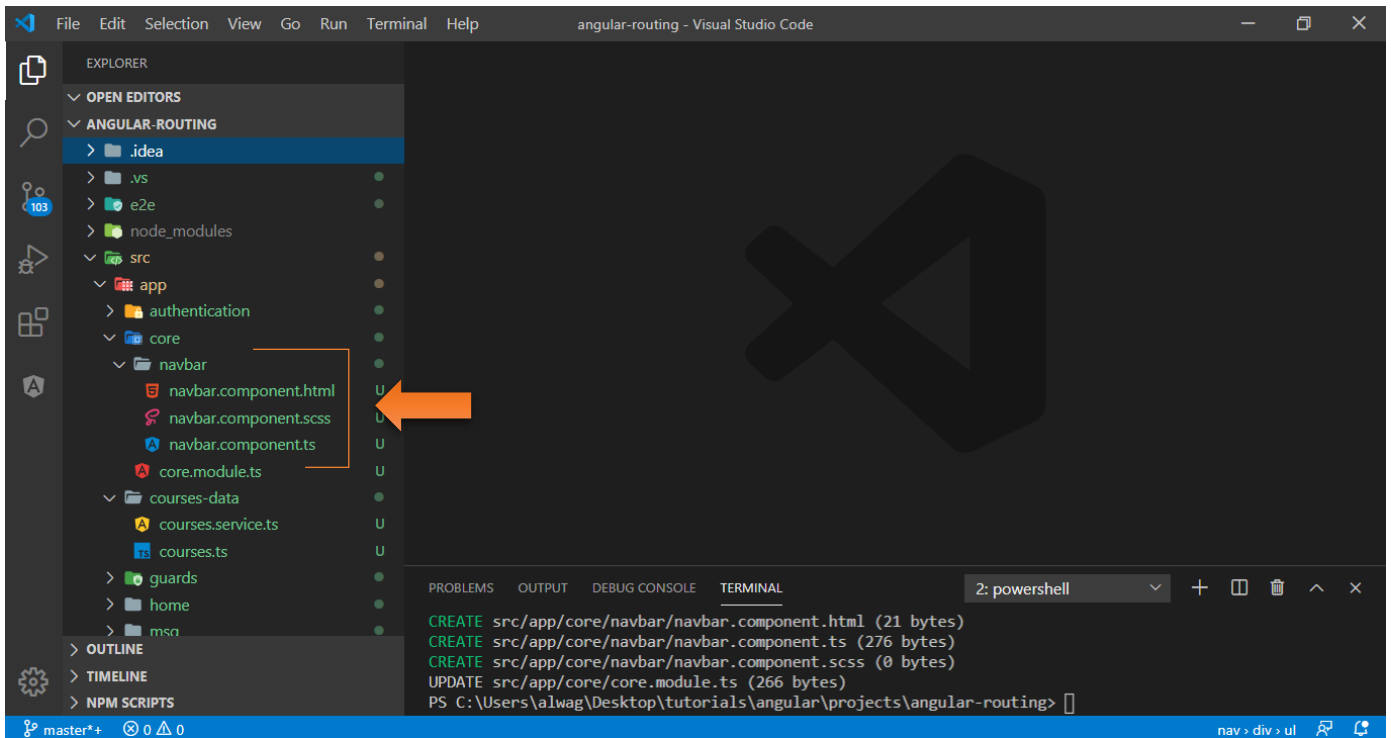 File Edit Selection View Go Run Terminal Help angular-routing - Visual Studio Code
EXPLORER
OPEN EDITORS
ANGULAR-ROUTING
.idea
.vs
e2e
103
node_modules
src
app
authentication
core
navbar
navbar.component.html U
navbar.component.scss U
navbar.component.ts U
core.module.ts U
courses-data
courses.service.ts U
TS courses.ts U
guards
home
msg
OUTLINE
TIMELINE
NPM SCRIPTS
PROBLEMS OUTPUT DEBUG CONSOLE TERMINAL 2: powershell
CREATE src/app/core/navbar/navbar.component.html (21 bytes)
CREATE src/app/core/navbar/navbar.component.ts (276 bytes)
CREATE src/app/core/navbar/navbar.component.scss (0 bytes)
UPDATE src/app/core/core.module.ts (266 bytes)
PS C:\Users\alwag\Desktop\tutorials\angular\projects\angular-routing>
master*+ 0 0 nav › div › ul